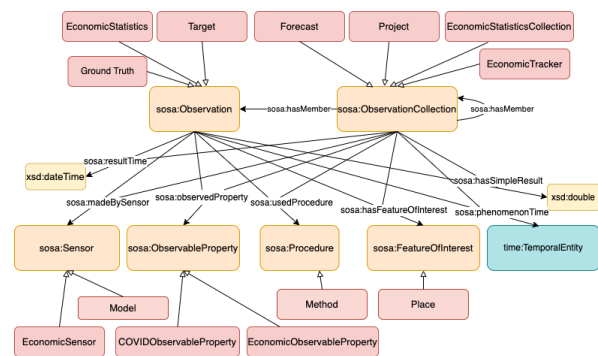 EconomicStatistics
Target
Forecast
Project
EconomicStatisticsCollection
Ground Truth
EconomicTracker
sosa:Observation
sosa:hasMember
sosa:ObservationCollection
sosa:hasMember
sosa:resultTime
xsd:dateTime
sosa:hasSimpleResult
xsd:double
sosa:madeBySensor
sosa:observedProperty
sosa:usedProcedure
sosa:hasFeatureOfInterest
sosa:phenomenonTime
sosa:Sensor
sosa:ObservableProperty
sosa:Procedure
sosa:FeatureOfInterest
time:TemporalEntity
Model
Method
Place
EconomicSensor
COVIDObservableProperty
EconomicObservableProperty